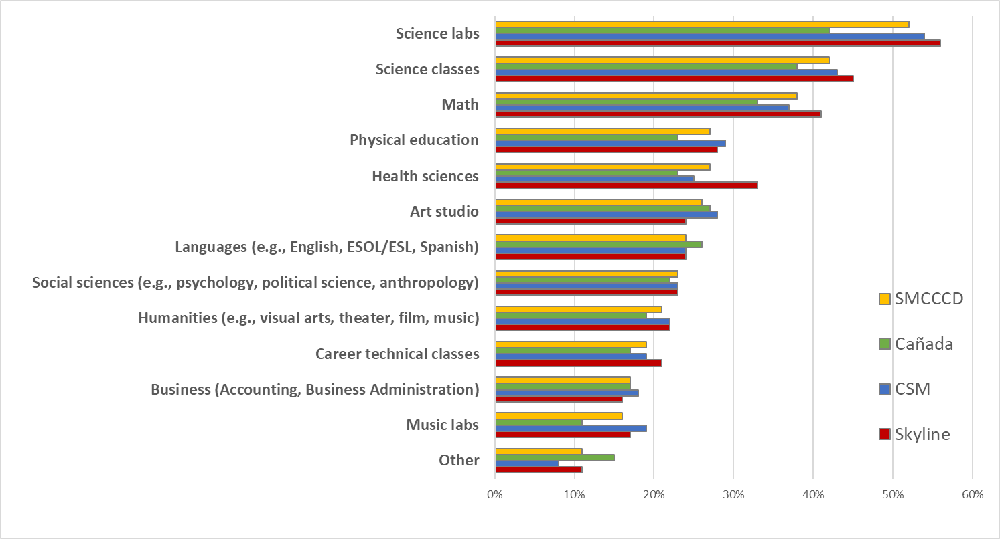 Science labs
Science classes
Math
Physical education
Health sciences
Art studio
Languages (e.g., English, ESOL/ESL, Spanish)
Social sciences (e.g., psychology, political science, anthropology)
Humanities (e.g., visual arts, theater, film, music)
Career technical classes
Business (Accounting, Business Administration)
Music labs
Other
SMCCCD
Cañada
CSM
Skyline
0% 10% 20% 30% 40% 50% 60%